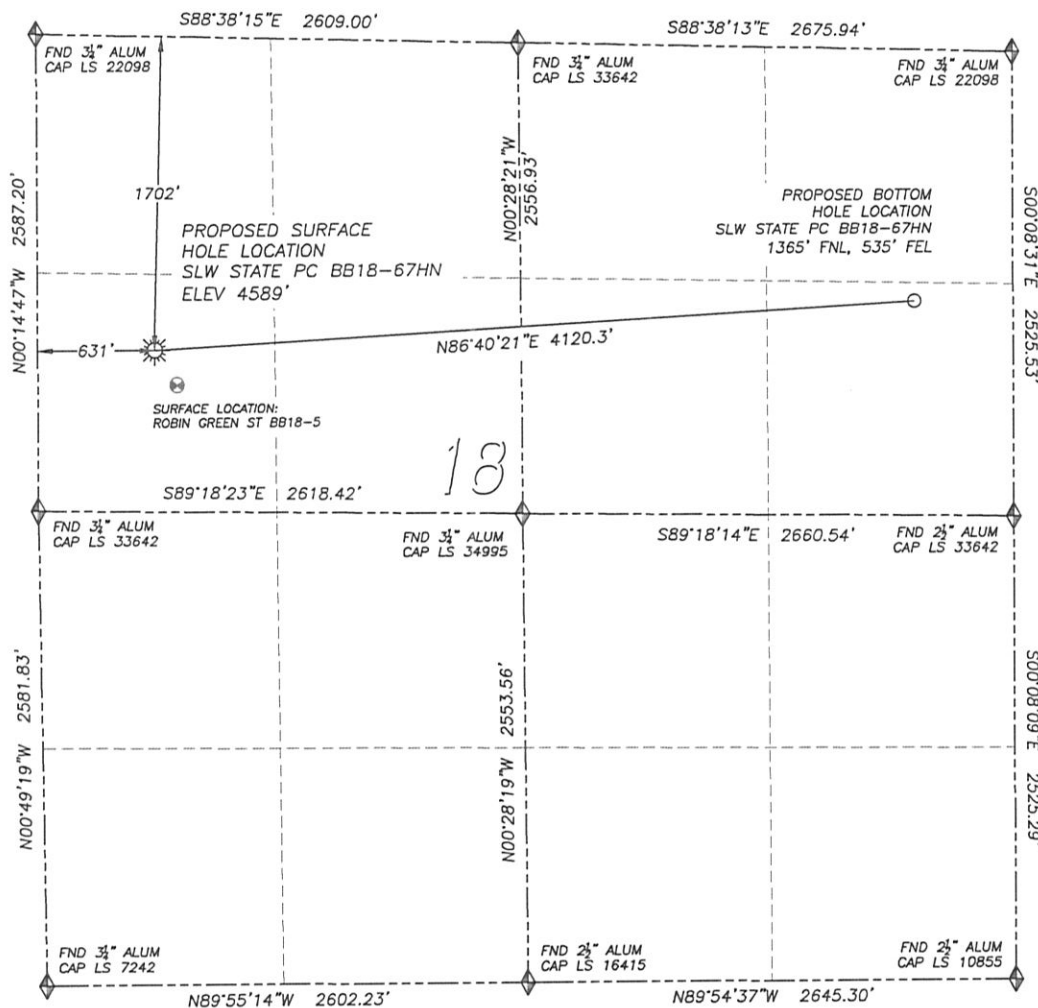 S88°38'15"E 2609.00'
S88°38'13"E 2675.94'
FND 3¼" ALUM
CAP LS 22098
FND 3¼" ALUM
CAP LS 33642
FND 3¼" ALUM
CAP LS 22098
N00°14'47"W 2587.20'
1702'
N00°28'21"W
2556.93'
S00°08'31"E 2525.53'
PROPOSED SURFACE
HOLE LOCATION
SLW STATE PC BB18-67HN
ELEV 4589'
PROPOSED BOTTOM
HOLE LOCATION
SLW STATE PC BB18-67HN
1365' FNL, 535' FEL
631'
N86°40'21"E 4120.3'
SURFACE LOCATION:
ROBIN GREEN ST BB18-5
18
S89°18'23"E 2618.42'
S89°18'14"E 2660.54'
FND 3¼" ALUM
CAP LS 33642
FND 3¼" ALUM
CAP LS 34995
FND 2½" ALUM
CAP LS 33642
N00°49'19"W 2581.83'
N00°28'19"W 2553.56'
S00°08'09"E 2525.29'
FND 3¼" ALUM
CAP LS 7242
FND 2½" ALUM
CAP LS 16415
FND 2½" ALUM
CAP LS 10855
N89°55'14"W 2602.23'
N89°54'37"W 2645.30'